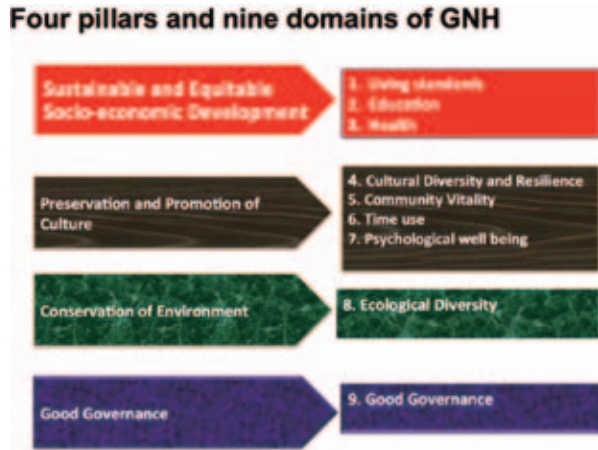 Four pillars and nine domains of GNH
Sustainable and Equitable
Socio-economic Development
1. Living standards
2. Education
3. Health
Preservation and Promotion of
Culture
4. Cultural Diversity and Resilience
5. Community Vitality
6. Time use
7. Psychological well being
Conservation of Environment
8. Ecological Diversity
Good Governance
9. Good Governance